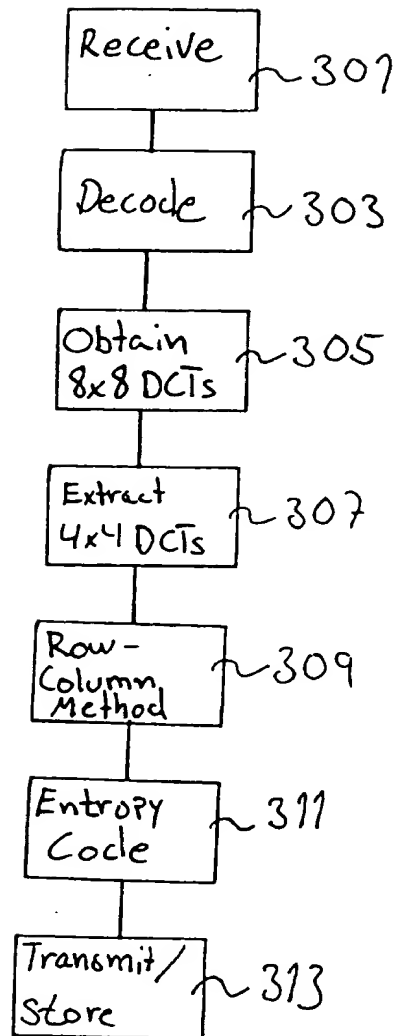 Receive
301
Decode
303
Obtain
8x8 DCTs
305
Extract
4x4 DCTs
307
Row-
Column
Method
309
Entropy
Code
311
Transmit/
Store
313